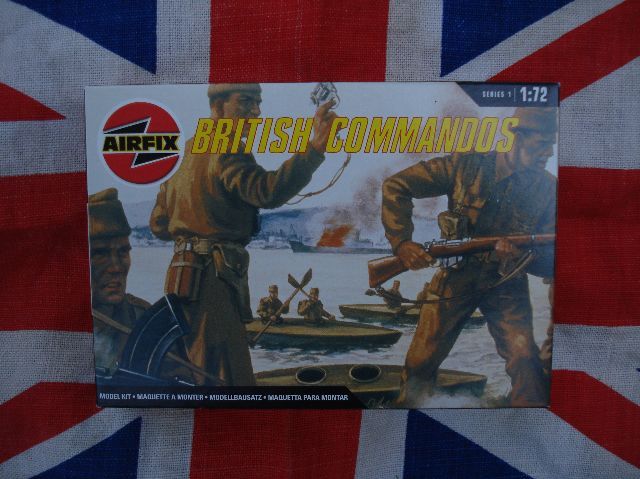 SERIES 1 | 1:72
AIRFIX
BRITISH COMMANDOS
MODEL KIT • MAQUETTE A MONTER • MODELLBAUSATZ • MAQUETTA PARA MONTAR